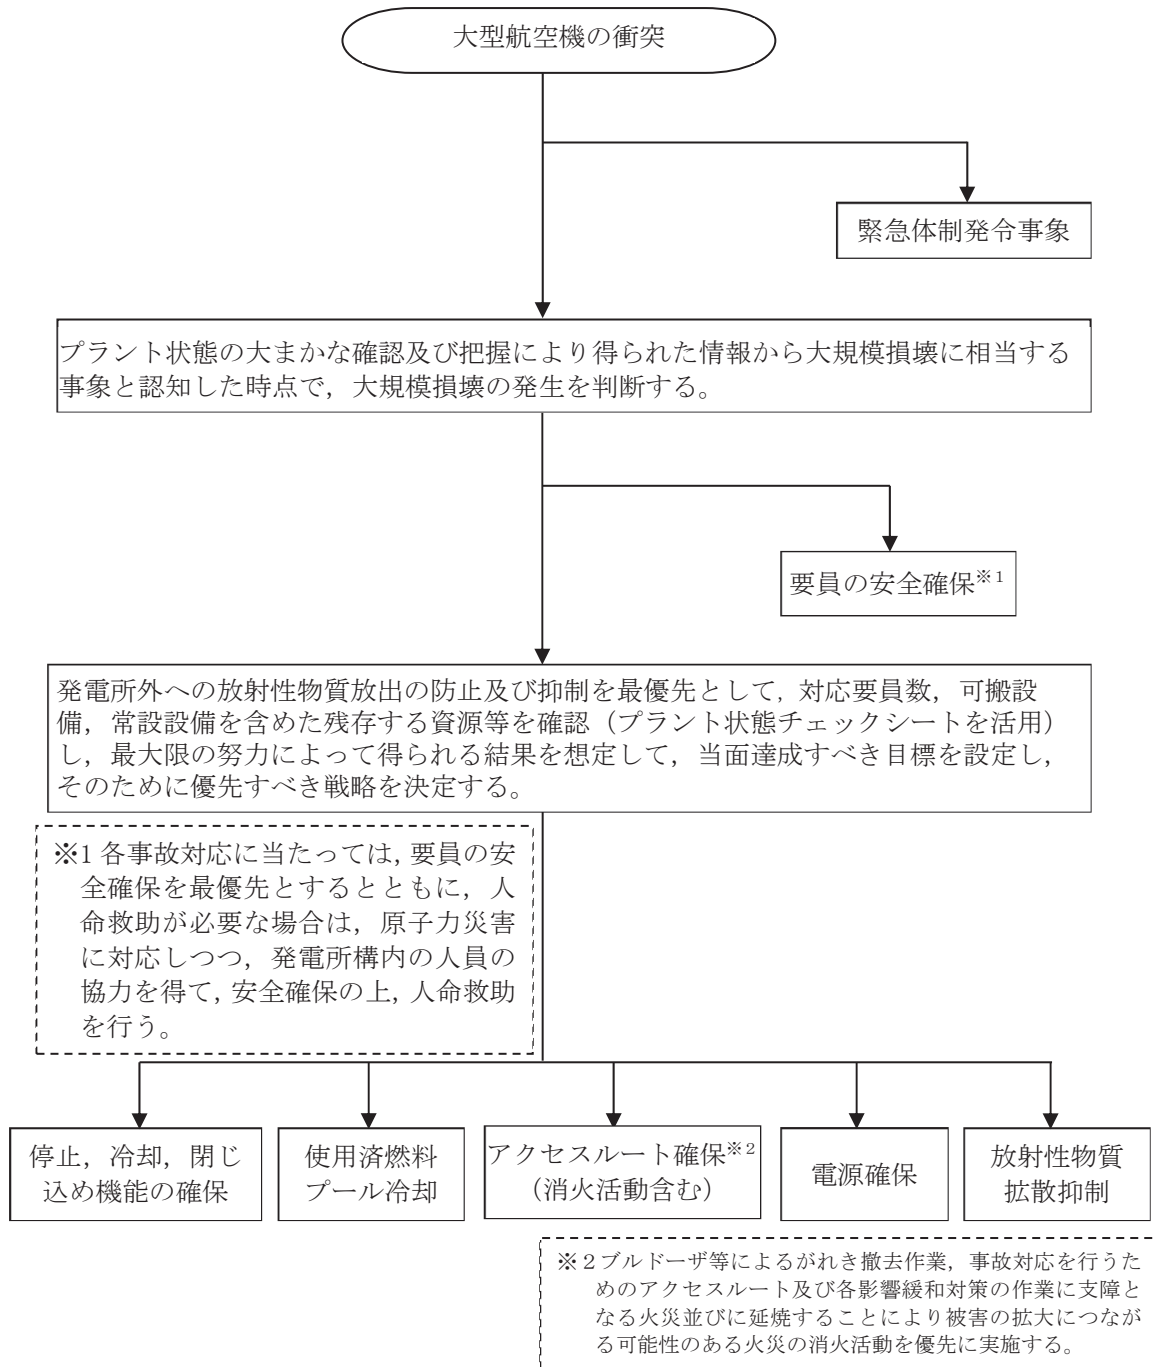 大型航空機の衝突
緊急体制発令事象
プラント状態の大まかな確認及び把握により得られた情報から大規模損壊に相当する
事象と認知した時点で，大規模損壊の発生を判断する。
要員の安全確保※1
発電所外への放射性物質放出の防止及び抑制を最優先として，対応要員数，可搬設
備，常設設備を含めた残存する資源等を確認（プラント状態チェックシートを活用）
し，最大限の努力によって得られる結果を想定して，当面達成すべき目標を設定し，
そのために優先すべき戦略を決定する。
※1 各事故対応に当たっては，要員の安
全確保を最優先とするとともに，人
命救助が必要な場合は，原子力災害
に対応しつつ，発電所構内の人員の
協力を得て，安全確保の上，人命救助
を行う。
停止，冷却，閉じ
込め機能の確保
使用済燃料
プール冷却
アクセスルート確保※2
（消火活動含む）
電源確保
放射性物質
拡散抑制
※２ブルドーザ等によるがれき撤去作業，事故対応を行うた
めのアクセスルート及び各影響緩和対策の作業に支障と
なる火災並びに延焼することにより被害の拡大につなが
る可能性のある火災の消火活動を優先に実施する。